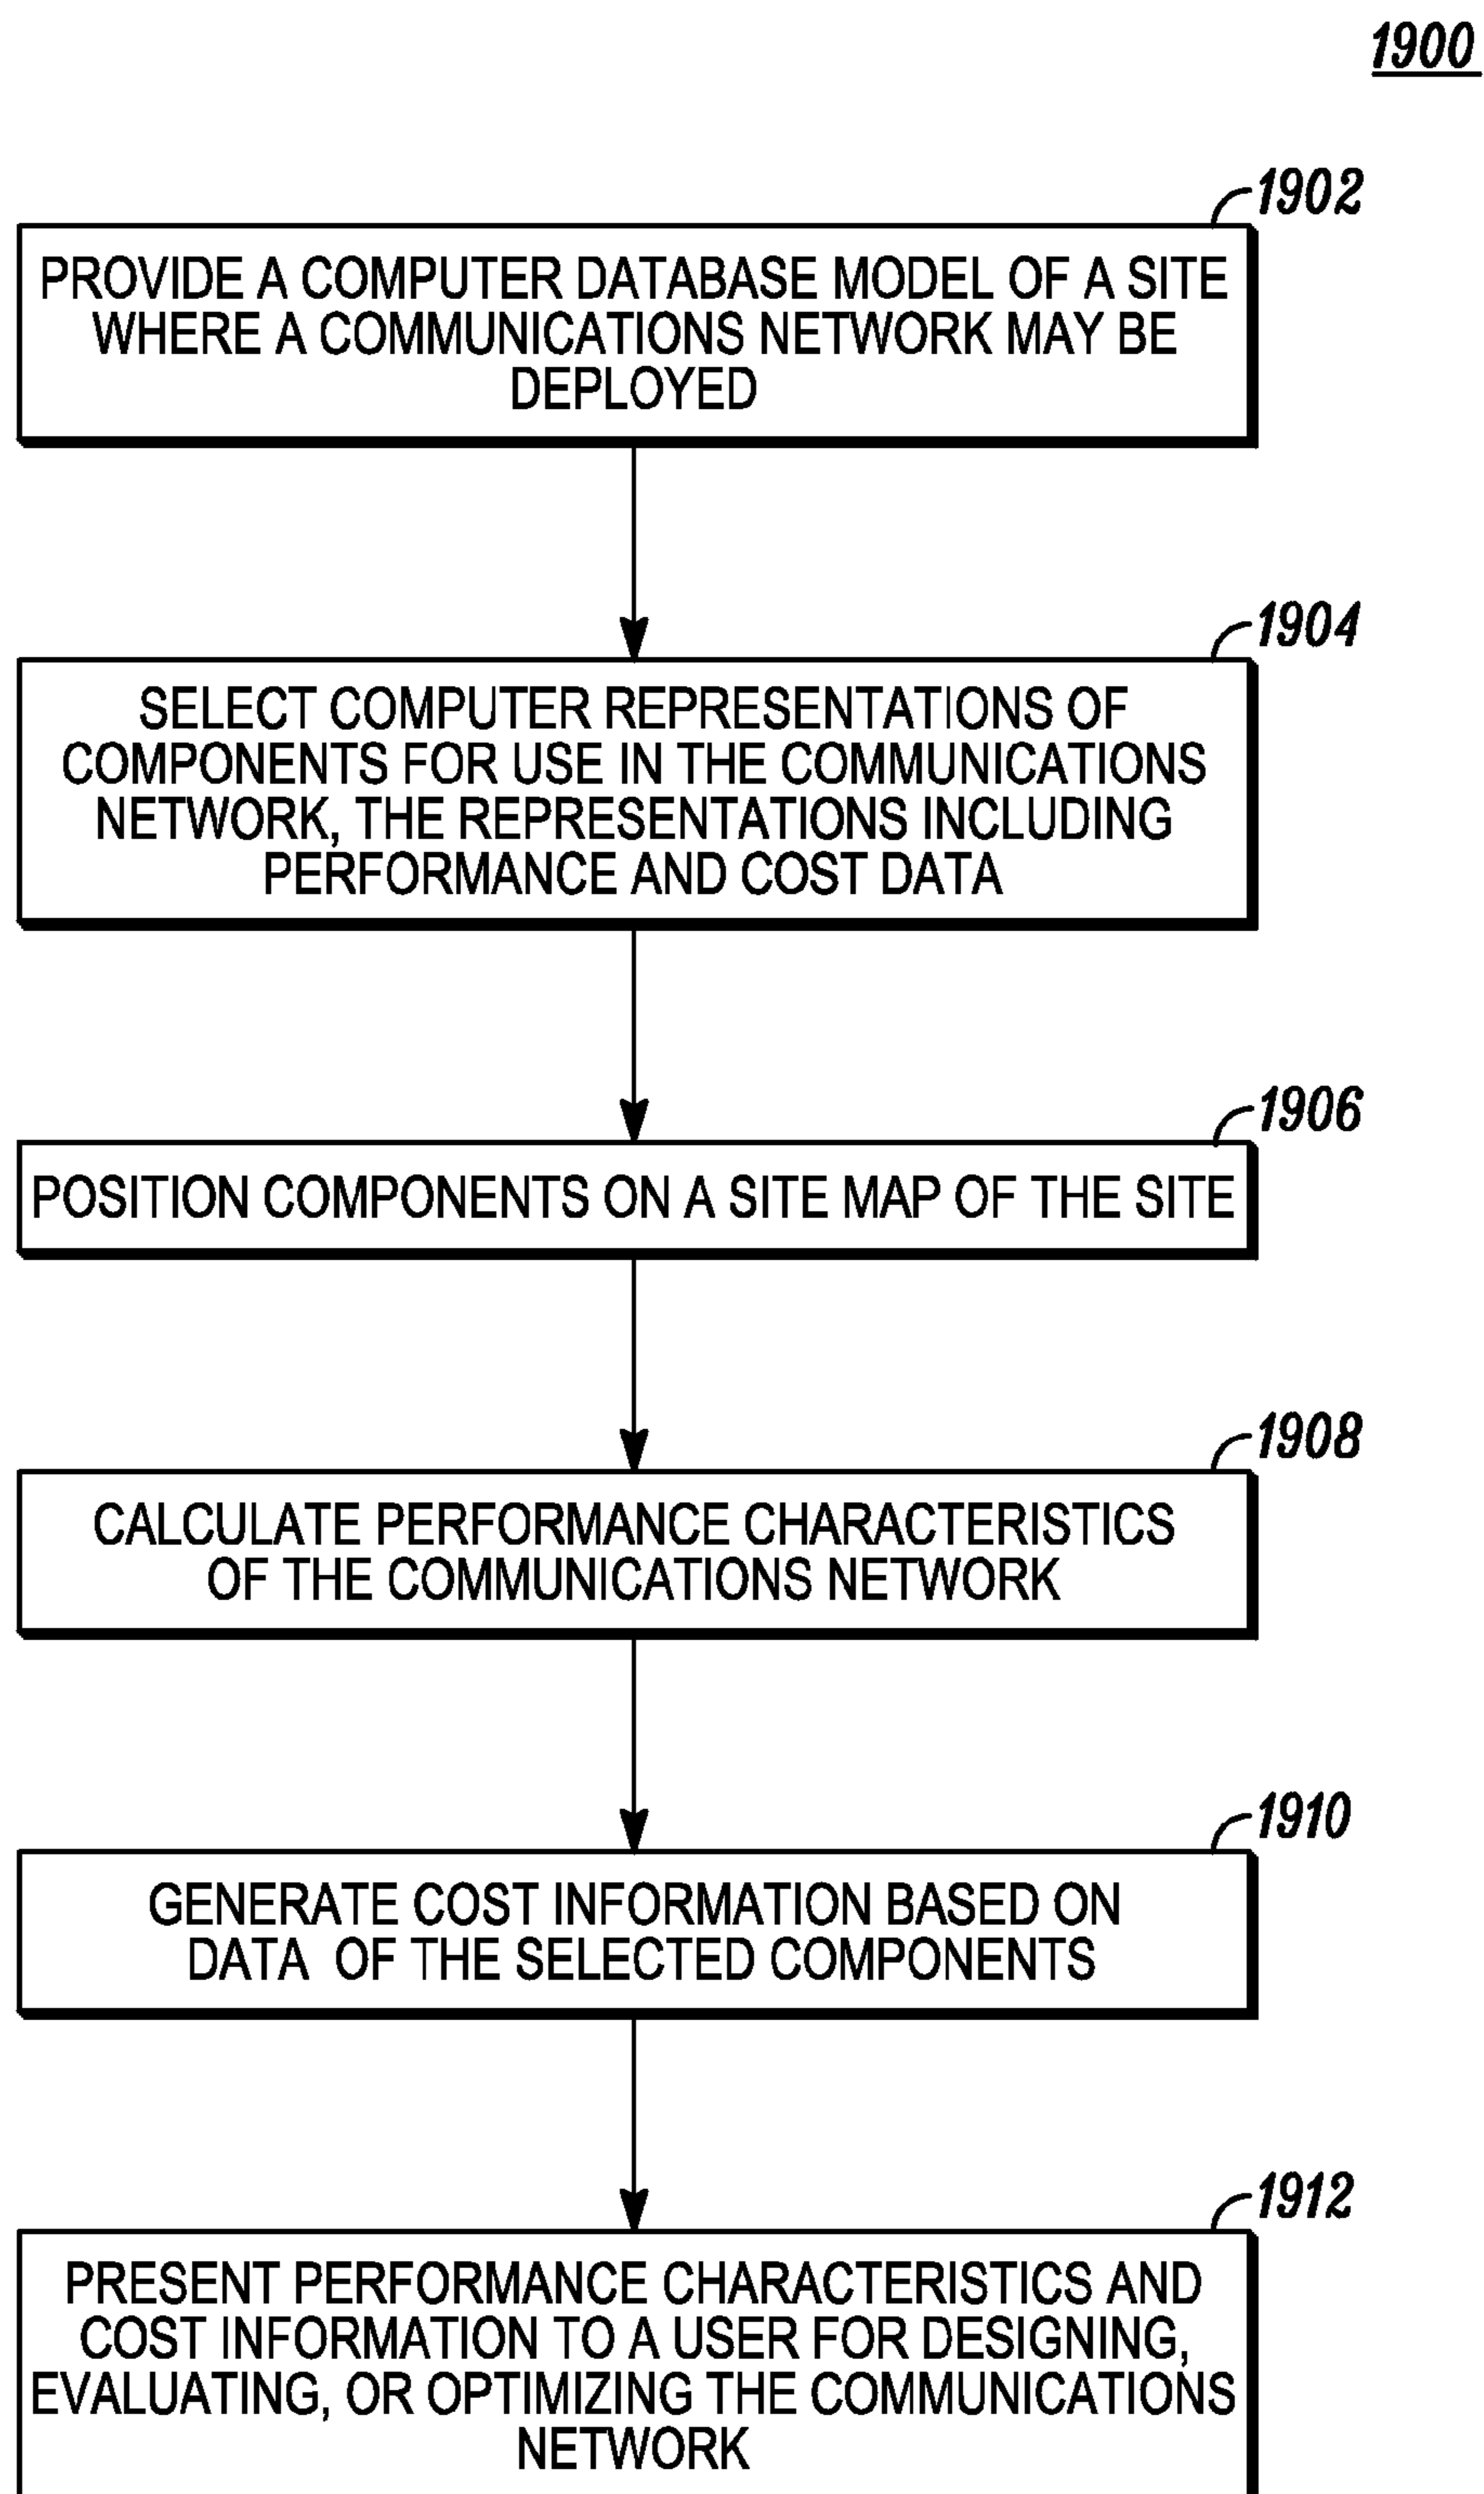 1900
1902
PROVIDE A COMPUTER DATABASE MODEL OF A SITE
WHERE A COMMUNICATIONS NETWORK MAY BE
DEPLOYED
1904
SELECT COMPUTER REPRESENTATIONS OF
COMPONENTS FOR USE IN THE COMMUNICATIONS
NETWORK, THE REPRESENTATIONS INCLUDING
PERFORMANCE AND COST DATA
1906
POSITION COMPONENTS ON A SITE MAP OF THE SITE
1908
CALCULATE PERFORMANCE CHARACTERISTICS
OF THE COMMUNICATIONS NETWORK
1910
GENERATE COST INFORMATION BASED ON
DATA OF THE SELECTED COMPONENTS
1912
PRESENT PERFORMANCE CHARACTERISTICS AND
COST INFORMATION TO A USER FOR DESIGNING,
EVALUATING, OR OPTIMIZING THE COMMUNICATIONS
NETWORK